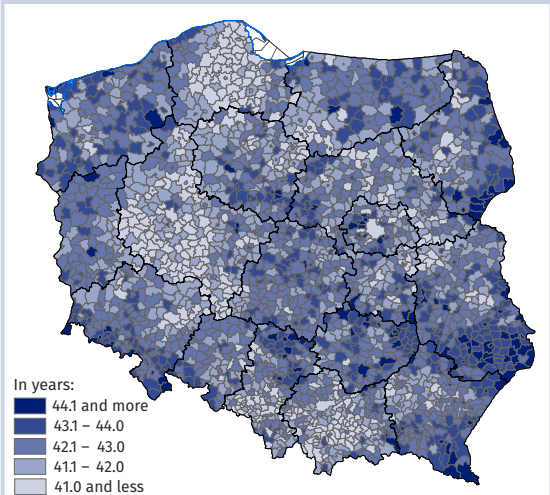 In years:
44.1 and more
43.1 – 44.0
42.1 – 43.0
41.1 – 42.0
41.0 and less